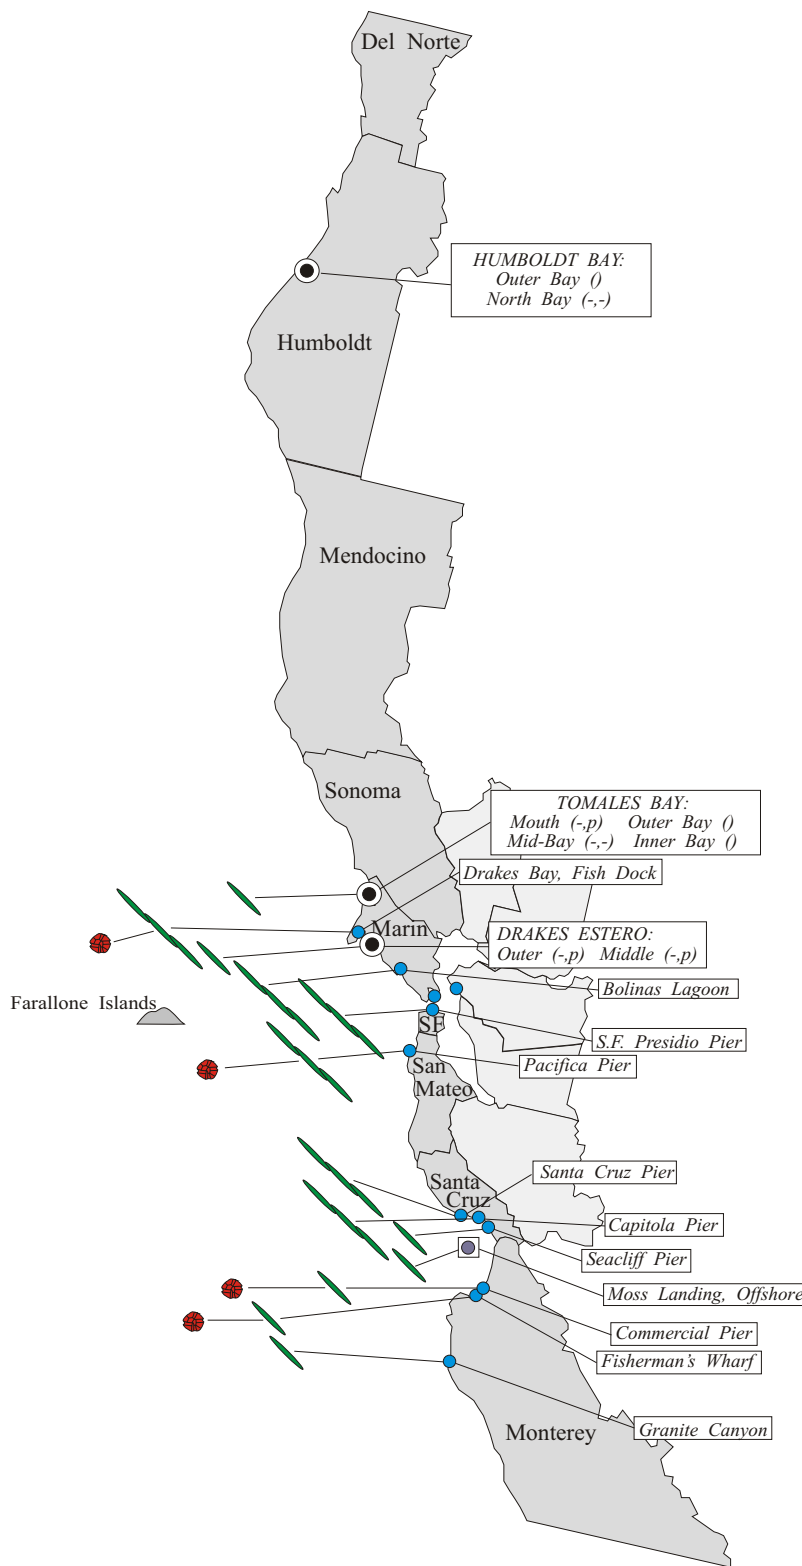 Del Norte
HUMBOLDT BAY:
Outer Bay ()
North Bay (-,-)
Humboldt
Mendocino
Sonoma
TOMALES BAY:
Mouth (-,p) Outer Bay ()
Mid-Bay (-,-) Inner Bay ()
Drakes Bay, Fish Dock
Marin
DRAKES ESTERO:
Outer (-,p) Middle (-,p)
Bolinas Lagoon
Farallone Islands
SF
S.F. Presidio Pier
San
Mateo
Pacifica Pier
Santa Cruz Pier
Santa
Cruz
Capitola Pier
Seacliff Pier
Moss Landing, Offshore
Commercial Pier
Fisherman's Wharf
Granite Canyon
Monterey